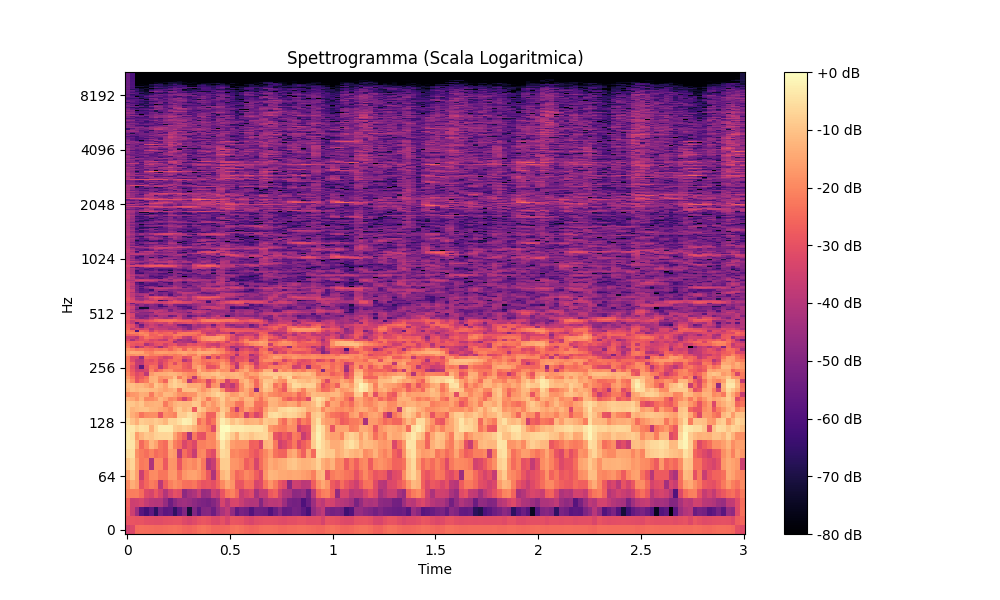 Spettrogramma (Scala Logaritmica)
Hz
8192
4096
2048
1024
512
256
128
64
0
0 0.5 1 1.5 2 2.5 3
Time
+0 dB
-10 dB
-20 dB
-30 dB
-40 dB
-50 dB
-60 dB
-70 dB
-80 dB